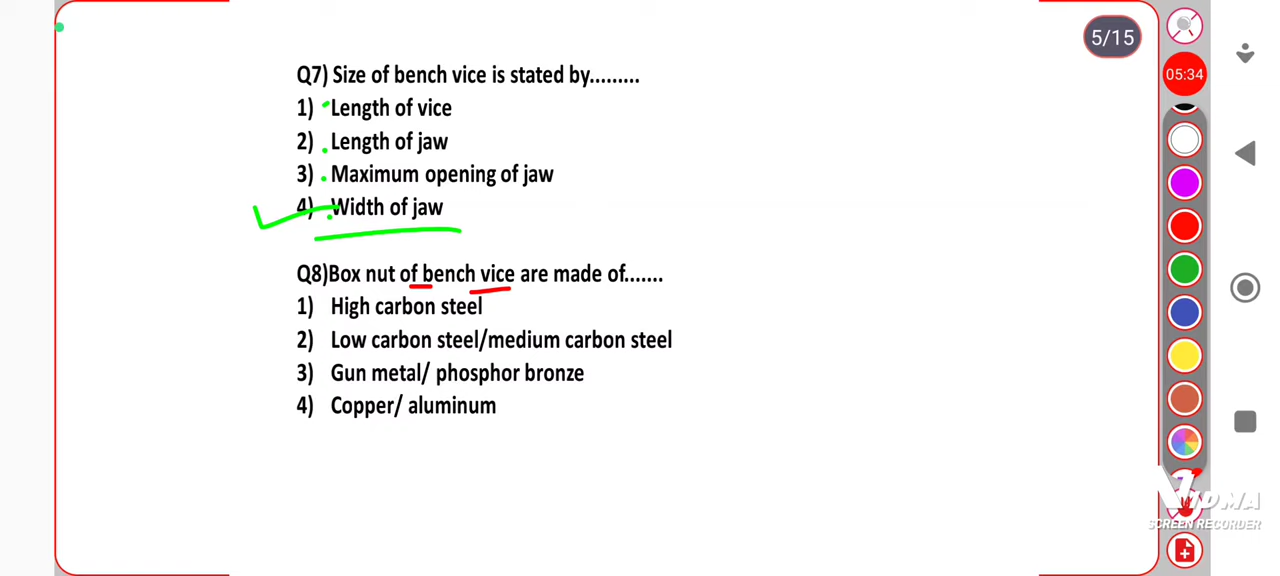 5/15
05:34
Q7) Size of bench vice is stated by.........
1) Length of vice
2) Length of jaw
3) Maximum opening of jaw
4) Width of jaw
Q8)Box nut of bench vice are made of.......
1) High carbon steel
2) Low carbon steel/medium carbon steel
3) Gun metal/ phosphor bronze
4) Copper/ aluminum
SCREEN RECORDER